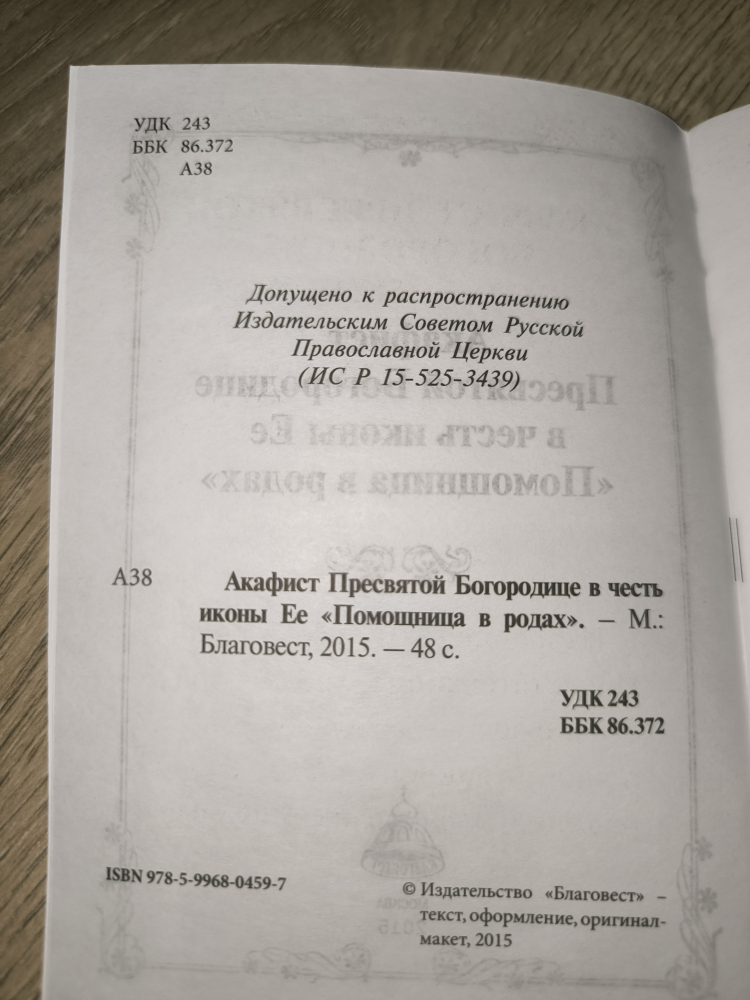 УДК 243
ББК 86.372
А38
Допущено к распространению
Издательским Советом Русской
Православной Церкви
(ИС Р 15-525-3439)
А38 Акафист Пресвятой Богородице в честь
иконы Ее «Помощница в родах». — М.:
Благовест, 2015. — 48 с.
УДК 243
ББК 86.372
ISBN 978-5-9968-0459-7
© Издательство «Благовест» –
текст, оформление, оригинал-
макет, 2015